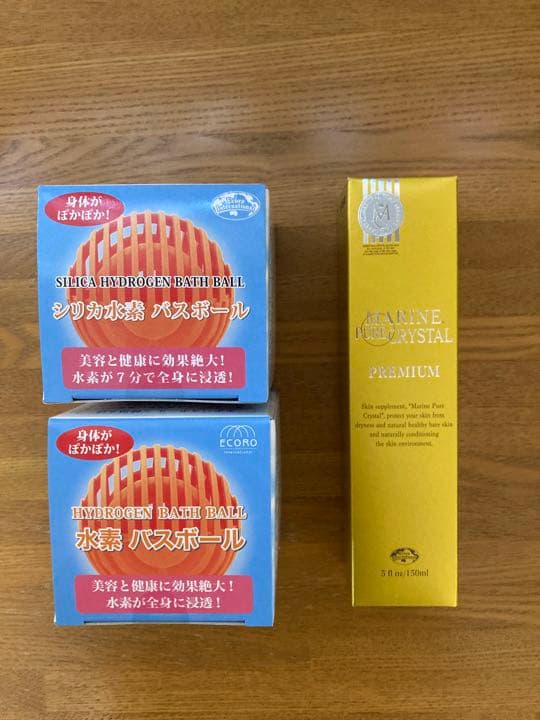 身体が
ぽかぽか!
Ecoro
International
SILICA HYDROGEN BATH BALL
シリカ水素 バスボール
美容と健康に効果絶大!
水素が7分で全身に浸透!
身体が
ぽかぽか!
ECORO
International
HYDROGEN BATH BALL
水素 バスボール
美容と健康に効果絶大!
水素が全身に浸透!
M
MARINE
PURE CRYSTAL
PREMIUM
Skin supplement, "Marine Pure
Crystal", protect your skin from
dryness and natural healthy bare skin
and naturally conditioning
the skin environment.
Ecoro
International
5 fl oz/150ml